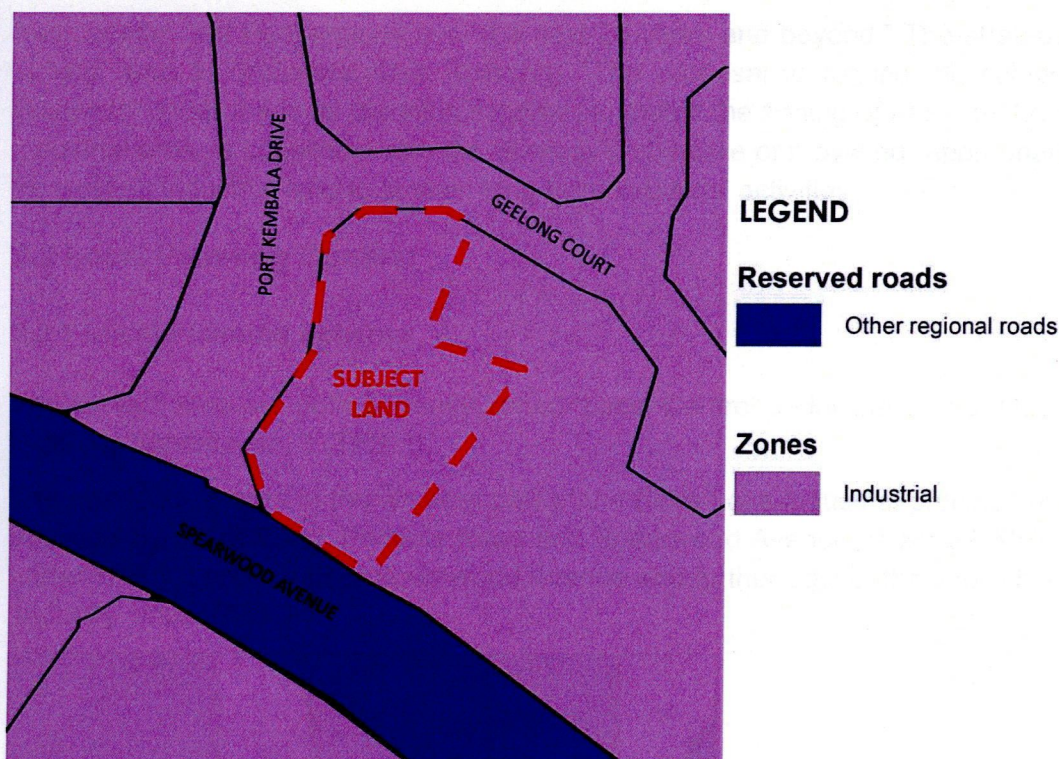 PORT KEMBALA DRIVE
GEELONG COURT
SUBJECT
LAND
SPEARWOOD AVENUE
LEGEND
Reserved roads
Other regional roads
Zones
Industrial